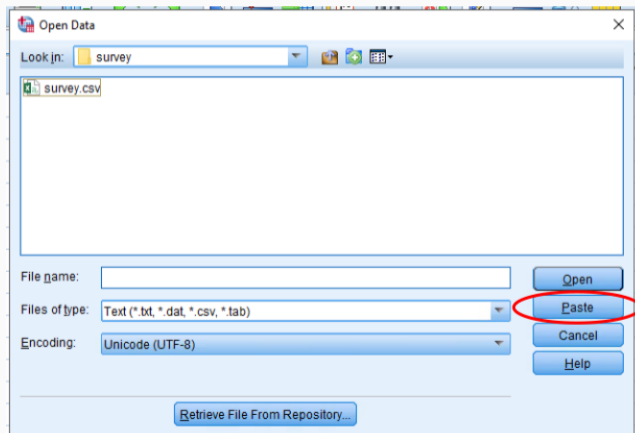 Open Data
Look in: survey
survey.csv
File name:
Open
Files of type: Text (*.txt, *.dat, *.csv, *.tab)
Paste
Encoding: Unicode (UTF-8)
Cancel
Help
Retrieve File From Repository...